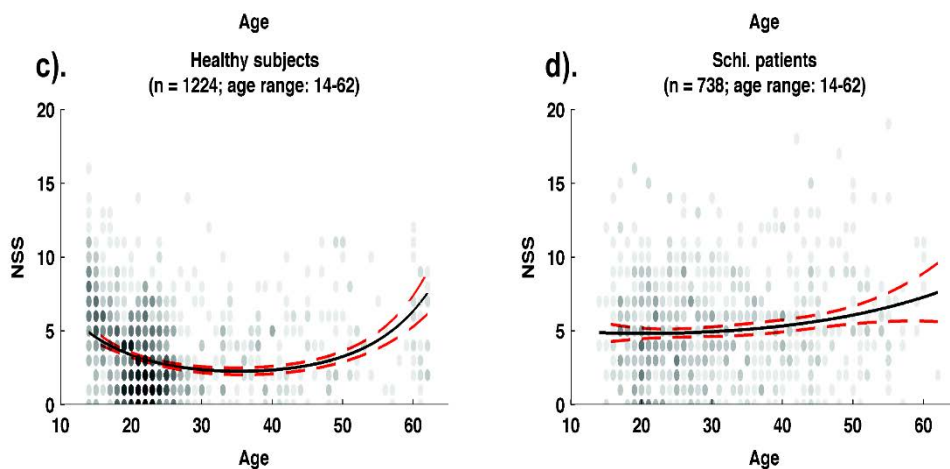 Age
Age
c).
Healthy subjects
(n = 1224; age range: 14-62)
20
15
10
5
0
NSS
10
20
30
40
50
60
Age
d).
Schl. patients
(n = 738; age range: 14-62)
20
15
10
5
0
NSS
10
20
30
40
50
60
Age